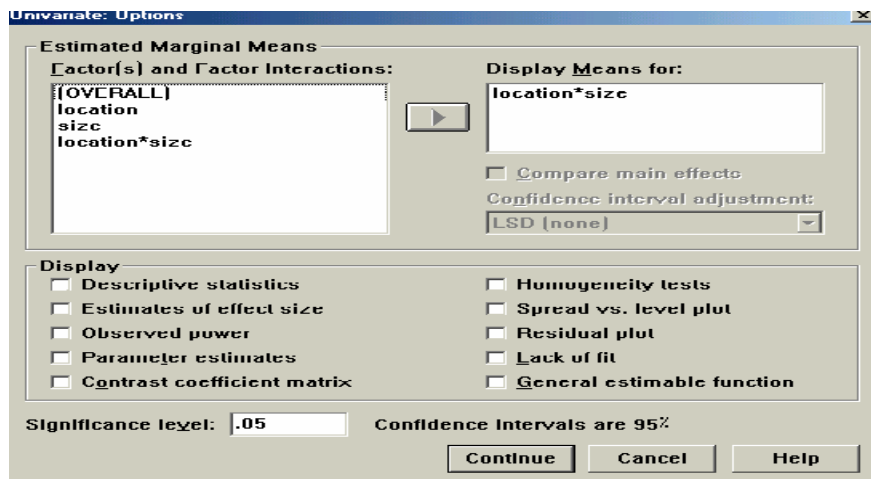 Univariate: Options
Estimated Marginal Means
Factor(s) and Factor Interactions:
(OVERALL)
location
size
location*size
Display Means for:
location*size
Compare main effects
Confidence interval adjustment:
LSD (none)
Display
Descriptive statistics
Estimates of effect size
Observed power
Parameter estimates
Contrast coefficient matrix
Homogeneity tests
Spread vs. level plot
Residual plot
Lack of fit
General estimable function
Significance level: .05
Confidence intervals are 95%
Continue
Cancel
Help